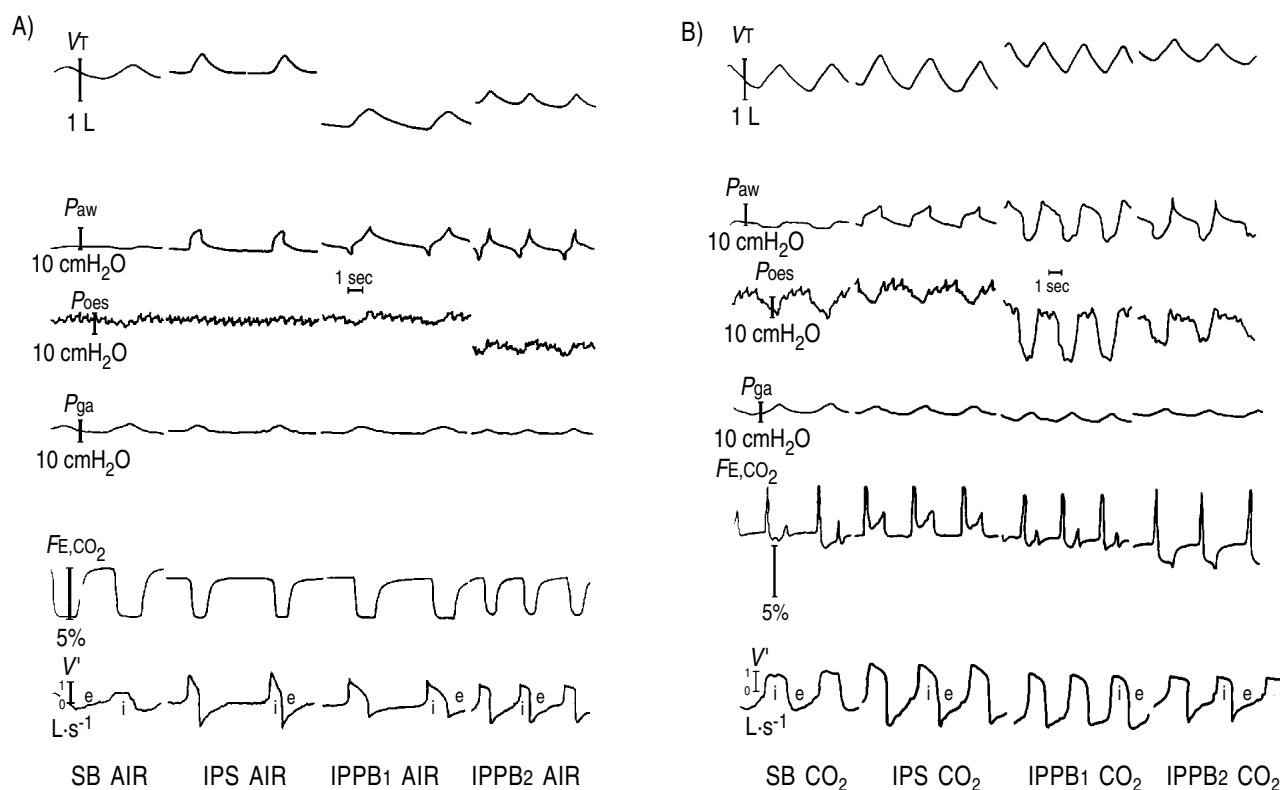 A)
VT
1 L
Paw
10 cmH₂O
1 sec
Poes
10 cmH₂O
Pga
10 cmH₂O
FE,CO₂
5%
V'
1
0
e
i
i
e
i
e
i
e
L·s⁻¹
SB AIR IPS AIR IPPB1 AIR IPPB2 AIR
B)
VT
1 L
Paw
10 cmH₂O
Poes
1 sec
10 cmH₂O
Pga
10 cmH₂O
FE,CO₂
5%
V'
1
0
i
e
i
e
i
e
i
e
L·s⁻¹
SB CO₂ IPS CO₂ IPPB1 CO₂ IPPB2 CO₂